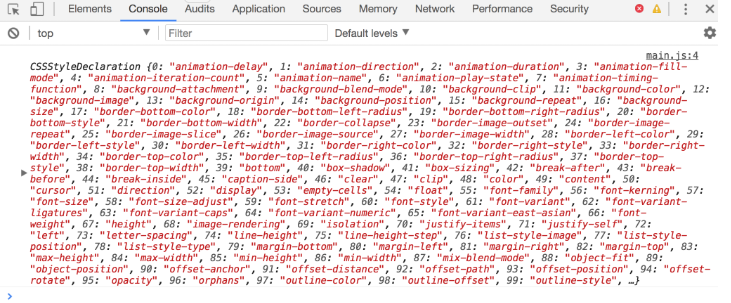 Elements Console Audits Application Sources Memory Network Performance Security
top Filter Default levels
main.js:4
CSSStyleDeclaration {0: "animation-delay", 1: "animation-direction", 2: "animation-duration", 3: "animation-fill-
mode", 4: "animation-iteration-count", 5: "animation-name", 6: "animation-play-state", 7: "animation-timing-
function", 8: "background-attachment", 9: "background-blend-mode", 10: "background-clip", 11: "background-color", 12:
"background-image", 13: "background-origin", 14: "background-position", 15: "background-repeat", 16: "background-
size", 17: "border-bottom-color", 18: "border-bottom-left-radius", 19: "border-bottom-right-radius", 20: "border-
bottom-style", 21: "border-bottom-width", 22: "border-collapse", 23: "border-image-outset", 24: "border-image-
repeat", 25: "border-image-slice", 26: "border-image-source", 27: "border-image-width", 28: "border-left-color", 29:
"border-left-style", 30: "border-left-width", 31: "border-right-color", 32: "border-right-style", 33: "border-right-
width", 34: "border-top-color", 35: "border-top-left-radius", 36: "border-top-right-radius", 37: "border-top-
style", 38: "border-top-width", 39: "bottom", 40: "box-shadow", 41: "box-sizing", 42: "break-after", 43: "break-
before", 44: "break-inside", 45: "caption-side", 46: "clear", 47: "clip", 48: "color", 49: "content", 50:
"cursor", 51: "direction", 52: "display", 53: "empty-cells", 54: "float", 55: "font-family", 56: "font-kerning", 57:
"font-size", 58: "font-size-adjust", 59: "font-stretch", 60: "font-style", 61: "font-variant", 62: "font-variant-
ligatures", 63: "font-variant-caps", 64: "font-variant-numeric", 65: "font-variant-east-asian", 66: "font-
weight", 67: "height", 68: "image-rendering", 69: "isolation", 70: "justify-items", 71: "justify-self", 72:
"left", 73: "letter-spacing", 74: "line-height", 75: "line-height-step", 76: "list-style-image", 77: "list-style-
position", 78: "list-style-type", 79: "margin-bottom", 80: "margin-left", 81: "margin-right", 82: "margin-top", 83:
"max-height", 84: "max-width", 85: "min-height", 86: "min-width", 87: "mix-blend-mode", 88: "object-fit", 89:
"object-position", 90: "offset-anchor", 91: "offset-distance", 92: "offset-path", 93: "offset-position", 94: "offset-
rotate", 95: "opacity", 96: "orphans", 97: "outline-color", 98: "outline-offset", 99: "outline-style", …}